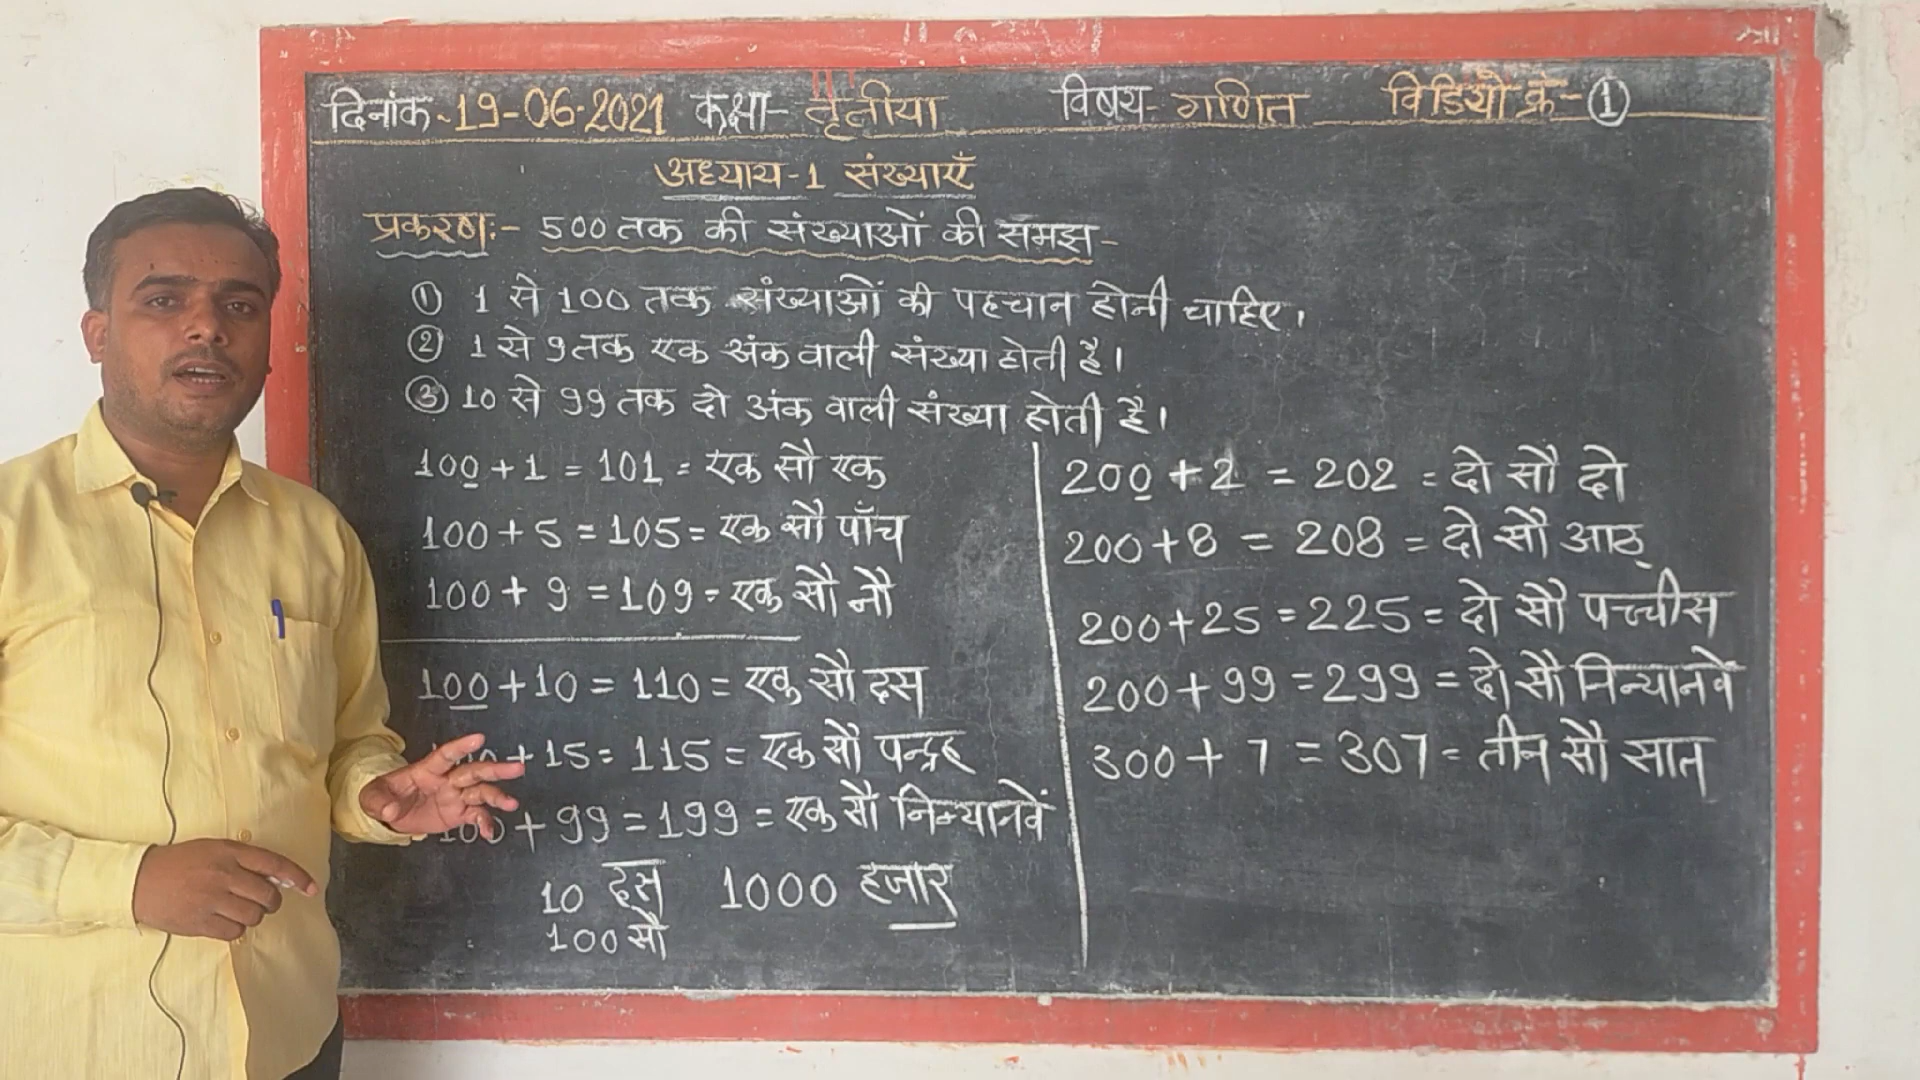 दिनांक-19-06-2021 कक्षा- तृतीया विषय- गणित विडियो क्रे-①
अध्याय-1 संख्याएँ
प्रकरण:- 500 तक की संख्याओं की समझ-
① 1 से 100 तक संख्याओं की पहचान होनी चाहिए।
② 1 से 9 तक एक अंक वाली संख्या होती है।
③ 10 से 99 तक दो अंक वाली संख्या होती है।
100 + 1 = 101 = एक सौ एक
100 + 5 = 105 = एक सौ पाँच
100 + 9 = 109 = एक सौ नौ
100 + 10 = 110 = एक सौ दस
+ 15 = 115 = एक सौ पन्द्रह
100 + 99 = 199 = एक सौ निन्यानवें
10 दस 1000 हजार
100 सौ
200 + 2 = 202 = दो सौ दो
200 + 8 = 208 = दो सौ आठ
200 + 25 = 225 = दो सौ पच्चीस
200 + 99 = 299 = दो सौ निन्यानवे
300 + 7 = 307 = तीन सौ सात